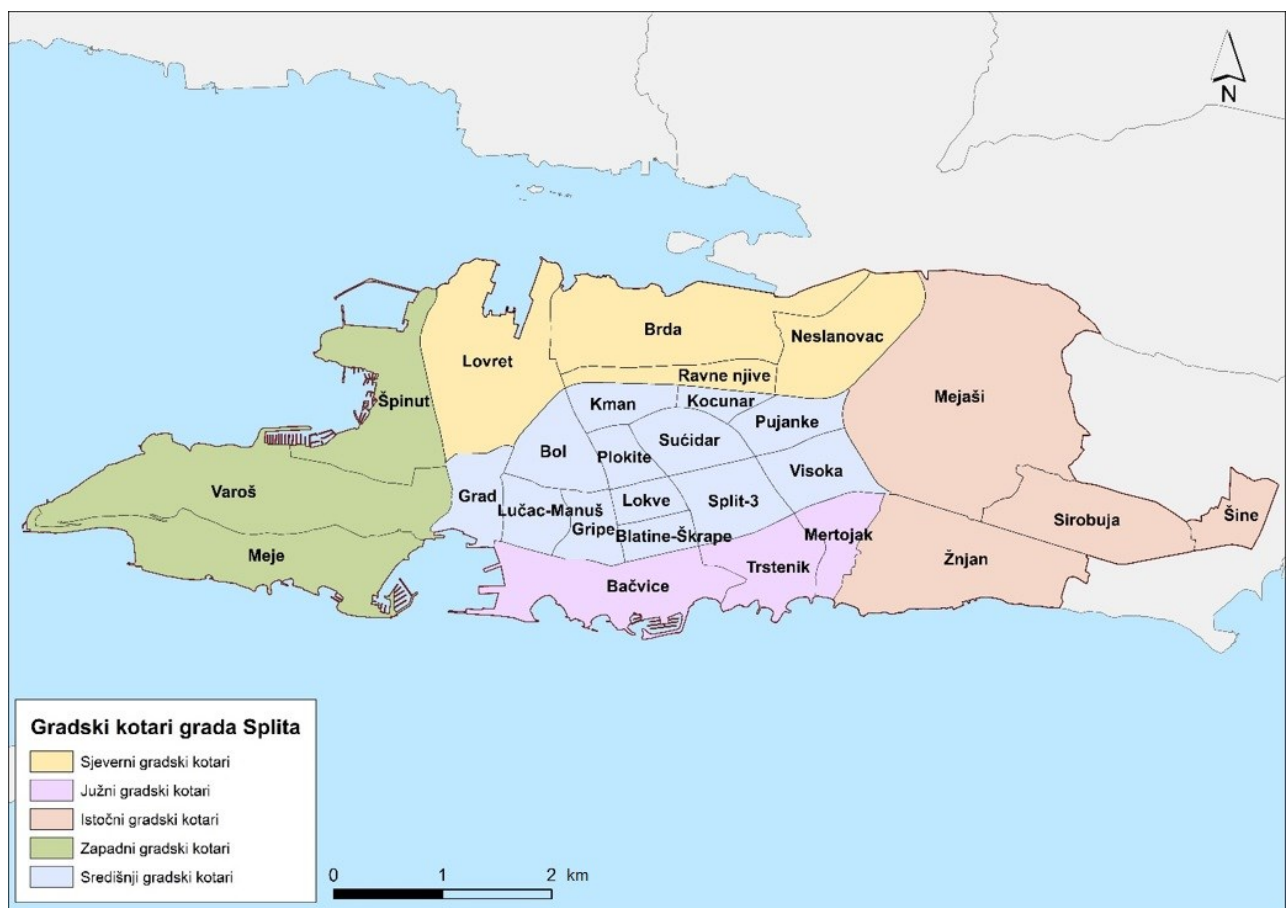 N
Brda
Neslanovac
Lovret
Ravne njive
Mejaši
Špinut
Kman
Kocunar
Pujanke
Sućidar
Bol
Plokite
Visoka
Varoš
Grad
Lučac-Manuš
Lokve
Split-3
Gripe
Blatine-Škrape
Mertojak
Sirobuja
Šine
Meje
Bačvice
Trstenik
Žnjan
Gradski kotari grada Splita
Sjeverni gradski kotari
Južni gradski kotari
Istočni gradski kotari
Zapadni gradski kotari
Središnji gradski kotari
0 1 2 km